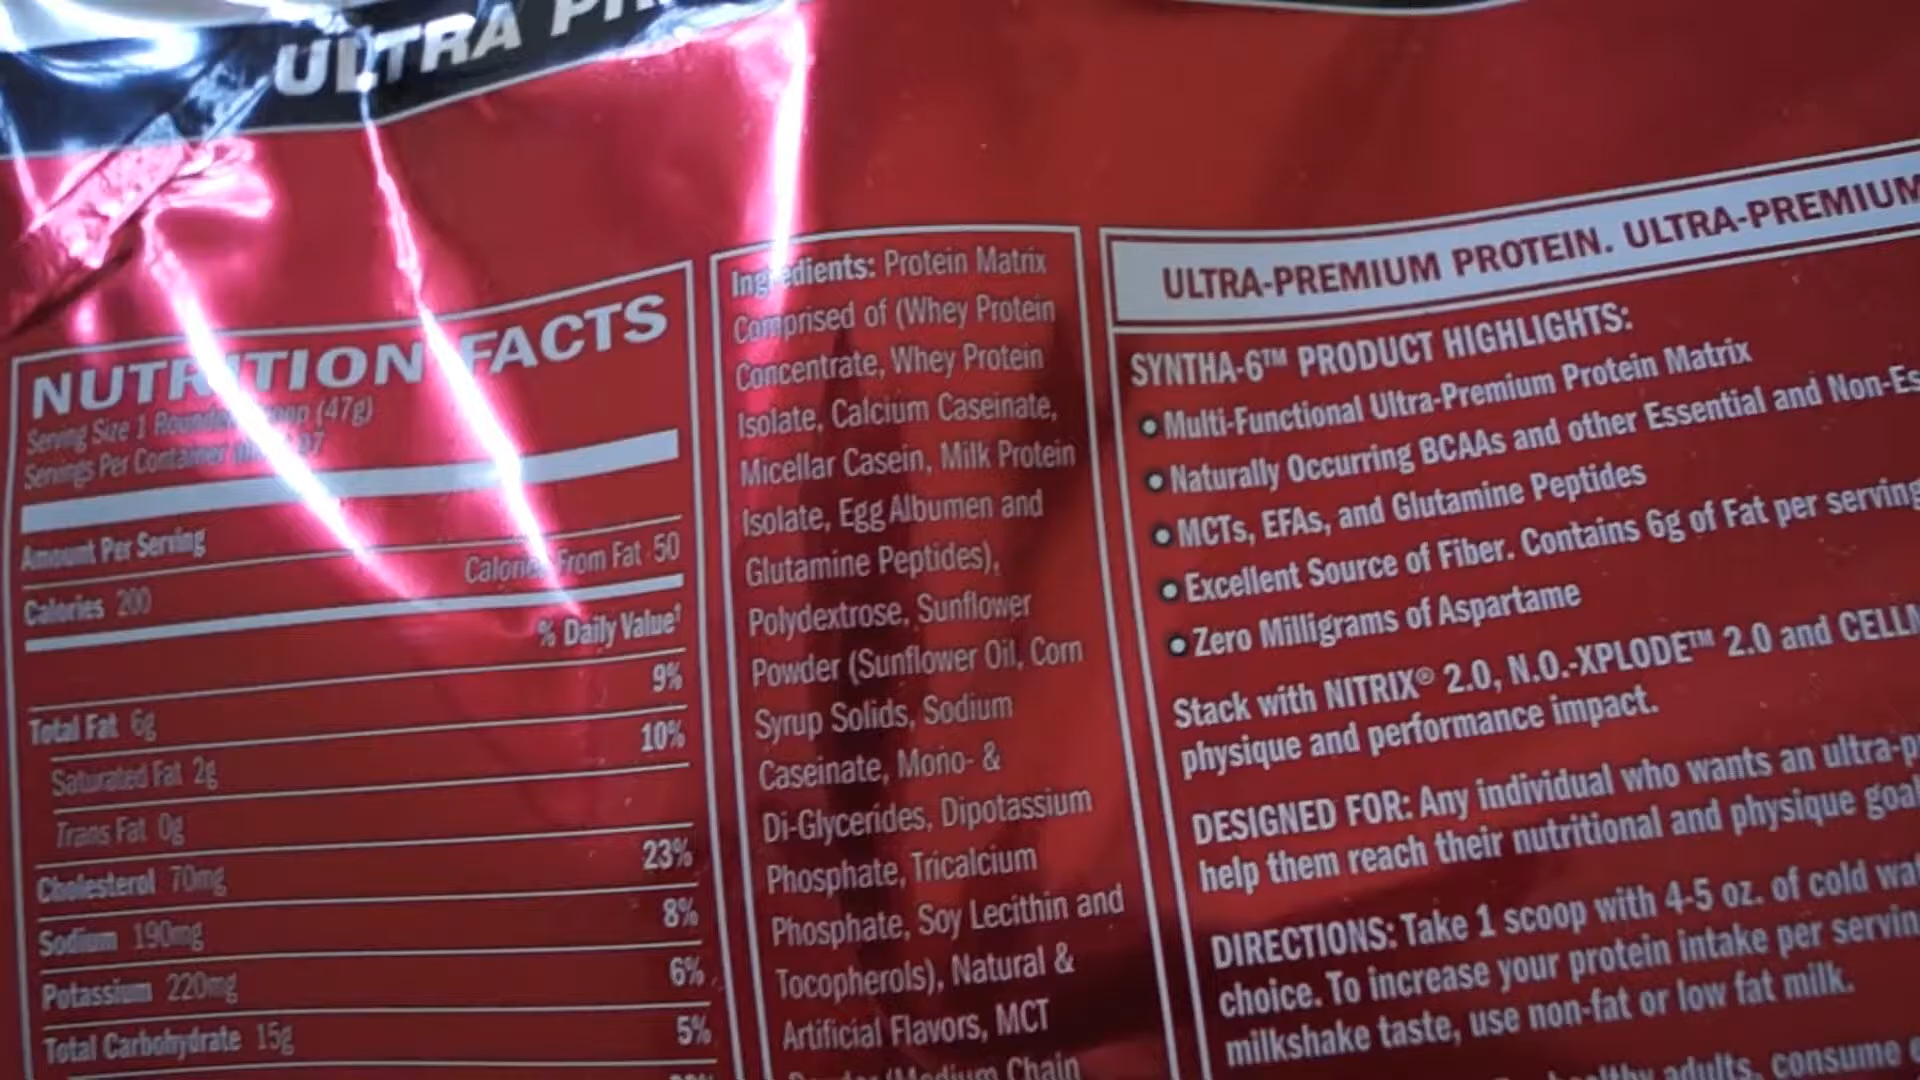 ULTRA
NUTRITION FACTS
Serving Size 1 Rounded (47g)
Servings Per Container
Amount Per Serving
Calories 200 Calories From Fat 50
% Daily Value†
Total Fat 6g 9%
Saturated Fat 2g 10%
Trans Fat 0g
Cholesterol 70mg 23%
Sodium 190mg 8%
Potassium 220mg 6%
Total Carbohydrate 15g 5%
Ingredients: Protein Matrix
Comprised of (Whey Protein
Concentrate, Whey Protein
Isolate, Calcium Caseinate,
Micellar Casein, Milk Protein
Isolate, Egg Albumen and
Glutamine Peptides),
Polydextrose, Sunflower
Powder (Sunflower Oil, Corn
Syrup Solids, Sodium
Caseinate, Mono- &
Di-Glycerides, Dipotassium
Phosphate, Tricalcium
Phosphate, Soy Lecithin and
Tocopherols), Natural &
Artificial Flavors, MCT
(Medium Chain
ULTRA-PREMIUM PROTEIN. ULTRA-PREMIUM
SYNTHA-6™ PRODUCT HIGHLIGHTS:
• Multi-Functional Ultra-Premium Protein Matrix
• Naturally Occurring BCAAs and other Essential and Non-Es
• MCTs, EFAs, and Glutamine Peptides
• Excellent Source of Fiber. Contains 6g of Fat per serving
• Zero Milligrams of Aspartame
Stack with NITRIX® 2.0, N.O.-XPLODE™ 2.0 and CELLM
physique and performance impact.
DESIGNED FOR: Any individual who wants an ultra-p
help them reach their nutritional and physique goal
DIRECTIONS: Take 1 scoop with 4-5 oz. of cold wat
choice. To increase your protein intake per servin
milkshake taste, use non-fat or low fat milk.
adults, consume